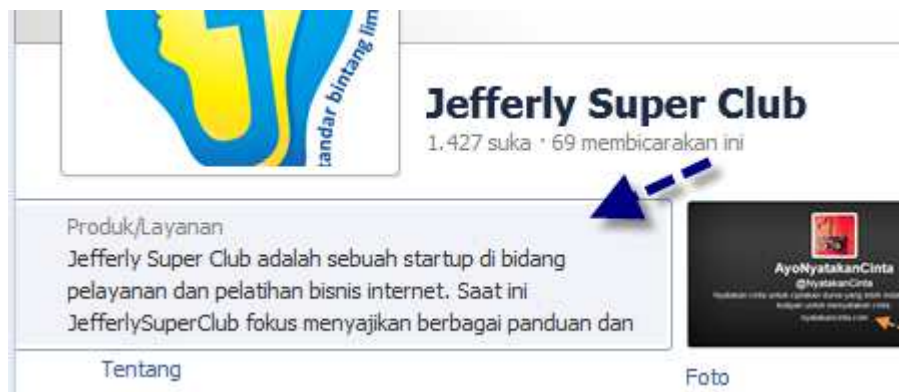 tandar bintang lim
Jefferly Super Club
1.427 suka · 69 membicarakan ini
Produk/Layanan
Jefferly Super Club adalah sebuah startup di bidang
pelayanan dan pelatihan bisnis internet. Saat ini
JefferlySuperClub fokus menyajikan berbagai panduan dan
AyoNyatakanCinta
@NyatakanCinta
Tentang
Foto